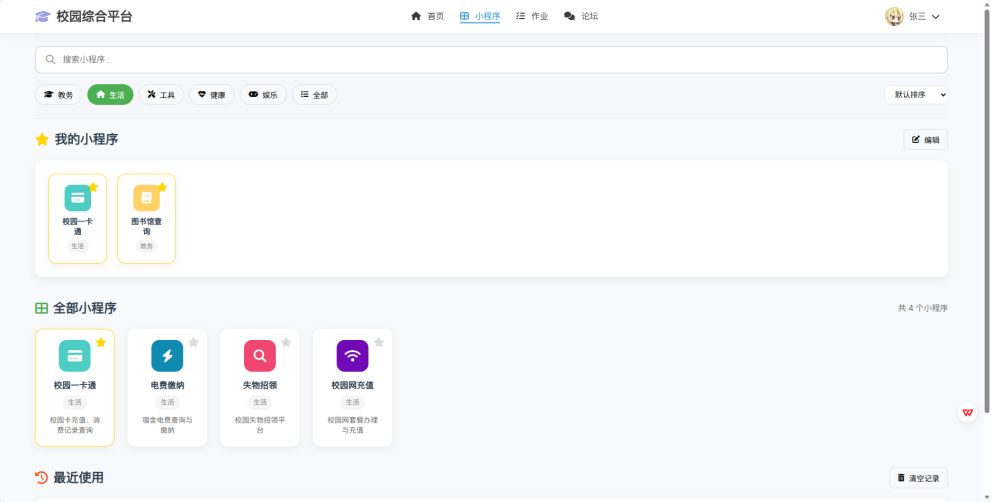 校园综合平台
首页
小程序
作业
论坛
张三
搜索小程序...
教务
生活
工具
健康
娱乐
全部
默认排序
我的小程序
编辑
校园一卡
通
生活
图书馆查
询
教务
全部小程序
共 4 个小程序
校园一卡通
生活
校园卡充值、消
费记录查询
电费缴纳
生活
宿舍电费查询与
缴纳
失物招领
生活
校园失物招领平
台
校园网充值
生活
校园网套餐办理
与充值
最近使用
清空记录